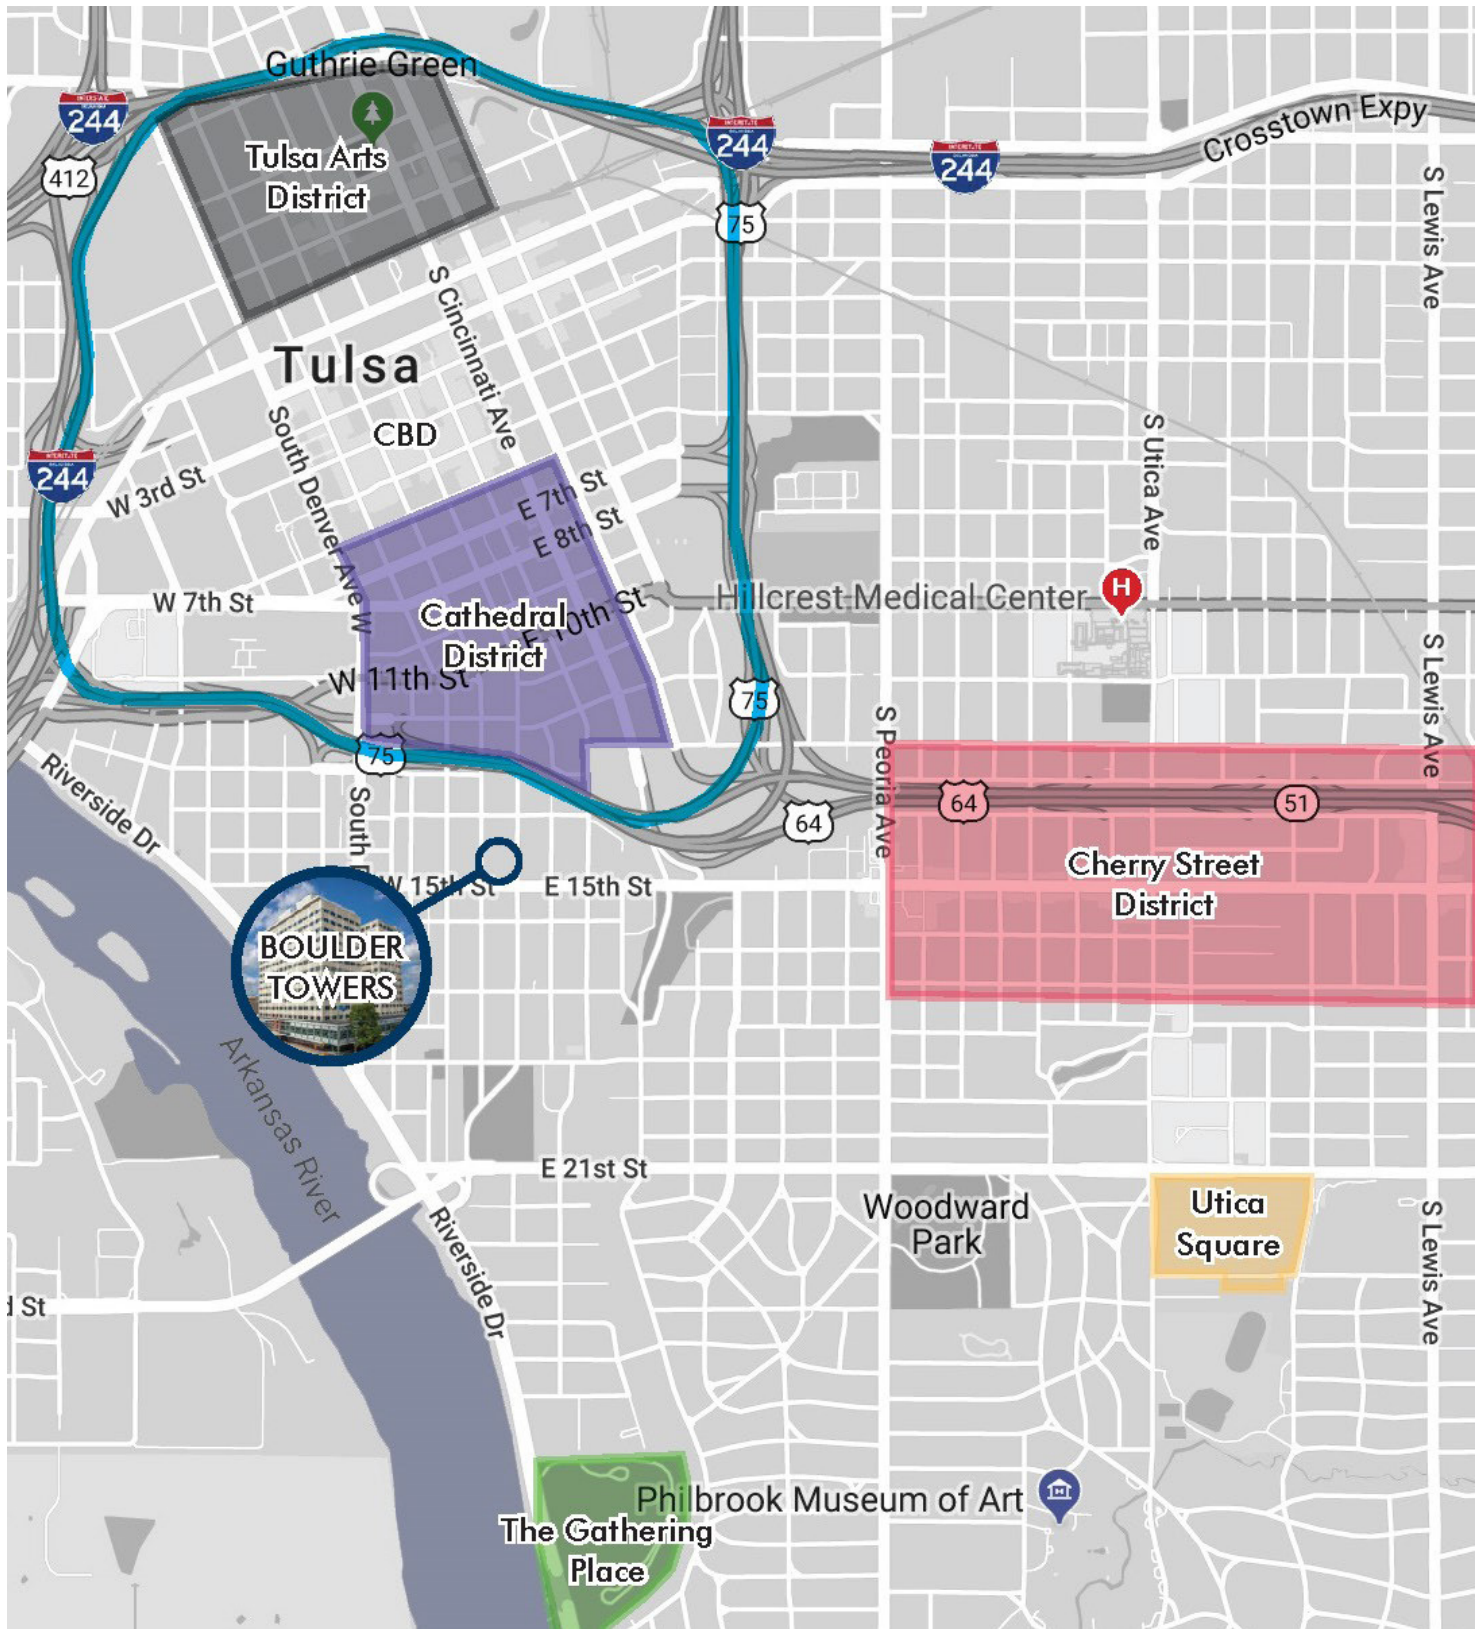 Guthrie Green
INTERSTATE
244
244
244
Crosstown Expy
412
Tulsa Arts
District
75
S Lewis Ave
S Cincinnati Ave
Tulsa
CBD
South Denver Ave W
S Utica Ave
244
W 3rd St
E 7th St
E 8th St
W 7th St
Hillcrest Medical Center
H
Cathedral
District
E 10th St
W 11th St
75
S Lewis Ave
75
S Peoria Ave
Riverside Dr
64
64
51
South
Cherry Street
District
W 15th St
E 15th St
BOULDER
TOWERS
Arkansas River
E 21st St
Woodward
Park
Utica
Square
Riverside Dr
S Lewis Ave
d St
Philbrook Museum of Art
The Gathering
Place